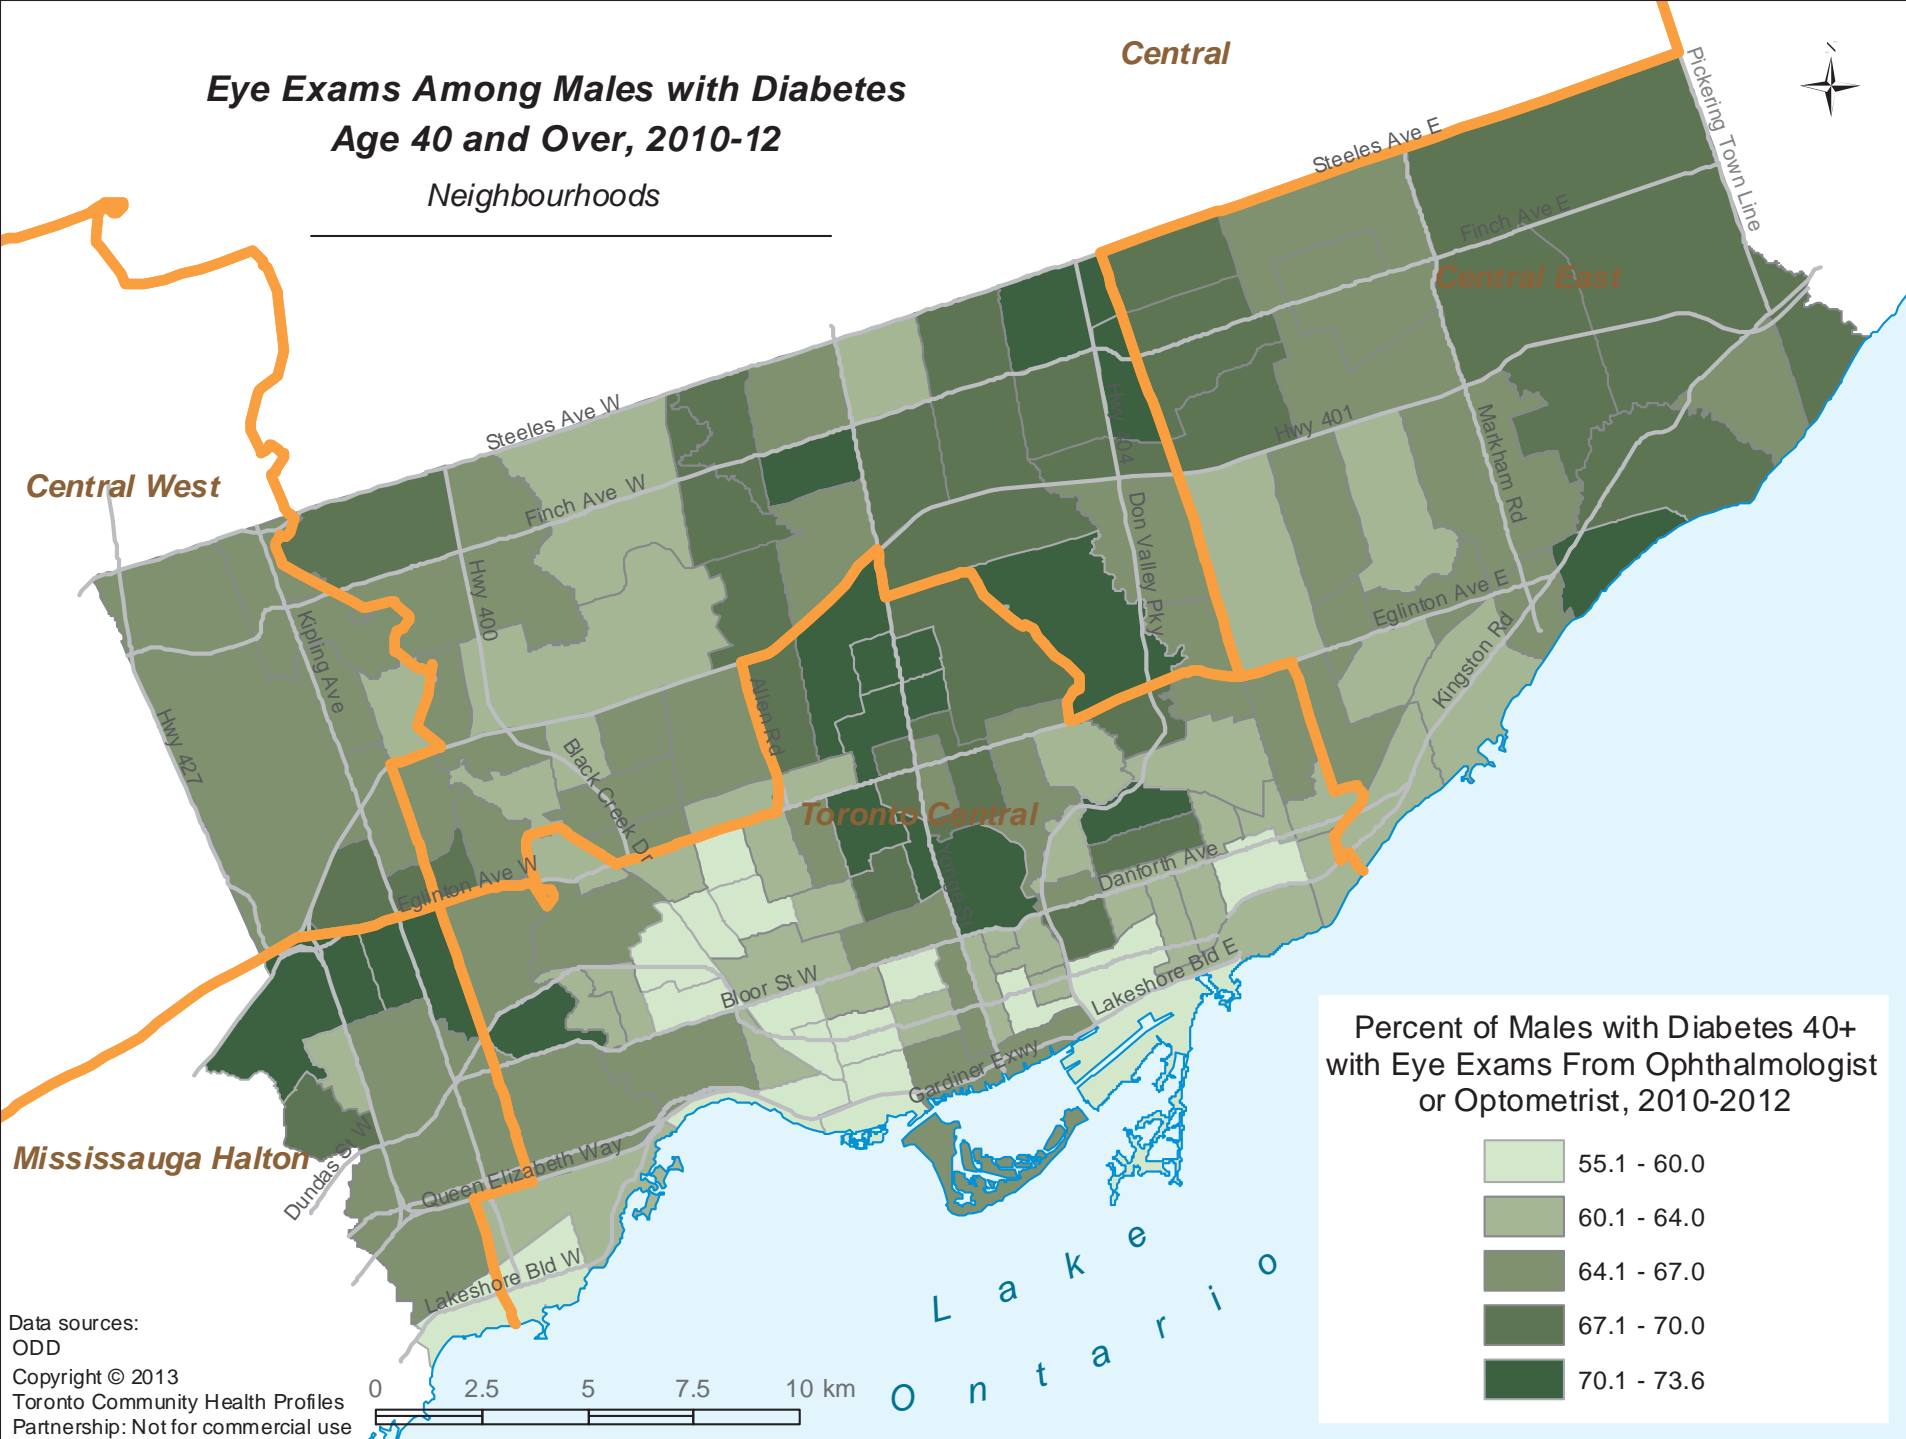 Eye Exams Among Males with Diabetes
Age 40 and Over, 2010-12
Neighbourhoods
Central
N
Pickering Town Line
Steeles Ave E
Finch Ave E
Central East
Steeles Ave W
Hwy 404
Hwy 401
Markham Rd
Central West
Finch Ave W
Don Valley Pky
Hwy 400
Kipling Ave
Eglinton Ave E
Kingston Rd
Hwy 427
Allen Rd
Black Creek Dr
Toronto Central
Yonge St
Eglinton Ave W
Danforth Ave
Bloor St W
Lakeshore Bld E
Gardiner Exwy
Mississauga Halton
Dundas St W
Queen Elizabeth Way
Lakeshore Bld W
Lake
Ontario
Percent of Males with Diabetes 40+
with Eye Exams From Ophthalmologist
or Optometrist, 2010-2012
55.1 - 60.0
60.1 - 64.0
64.1 - 67.0
67.1 - 70.0
70.1 - 73.6
Data sources:
ODD
Copyright © 2013
Toronto Community Health Profiles
Partnership: Not for commercial use
0 2.5 5 7.5 10 km